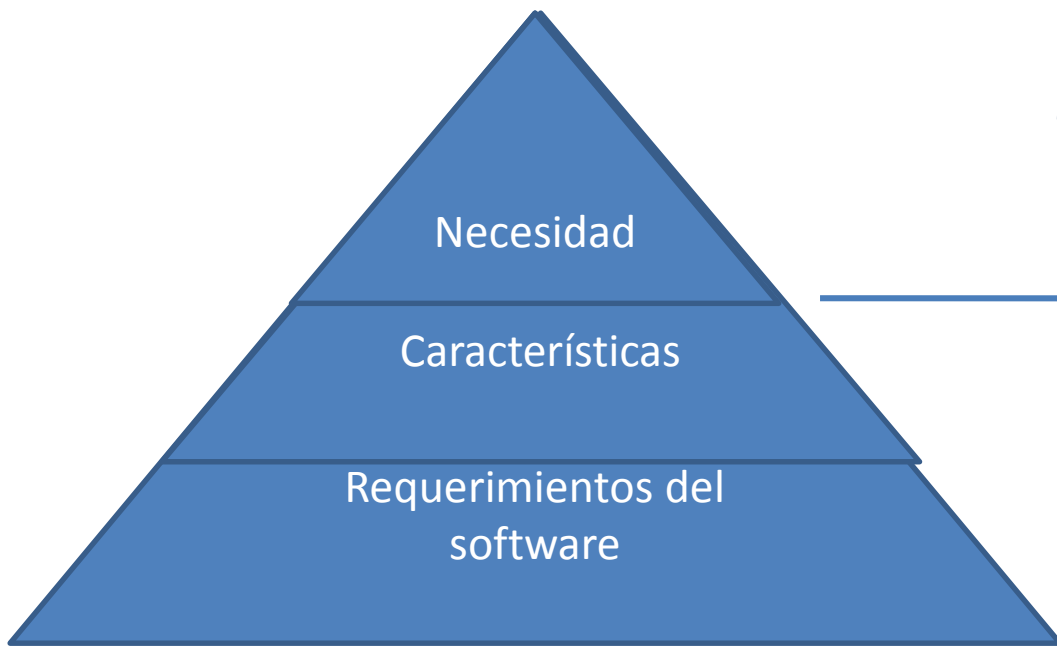 Necesidad
Características
Requerimientos del
software